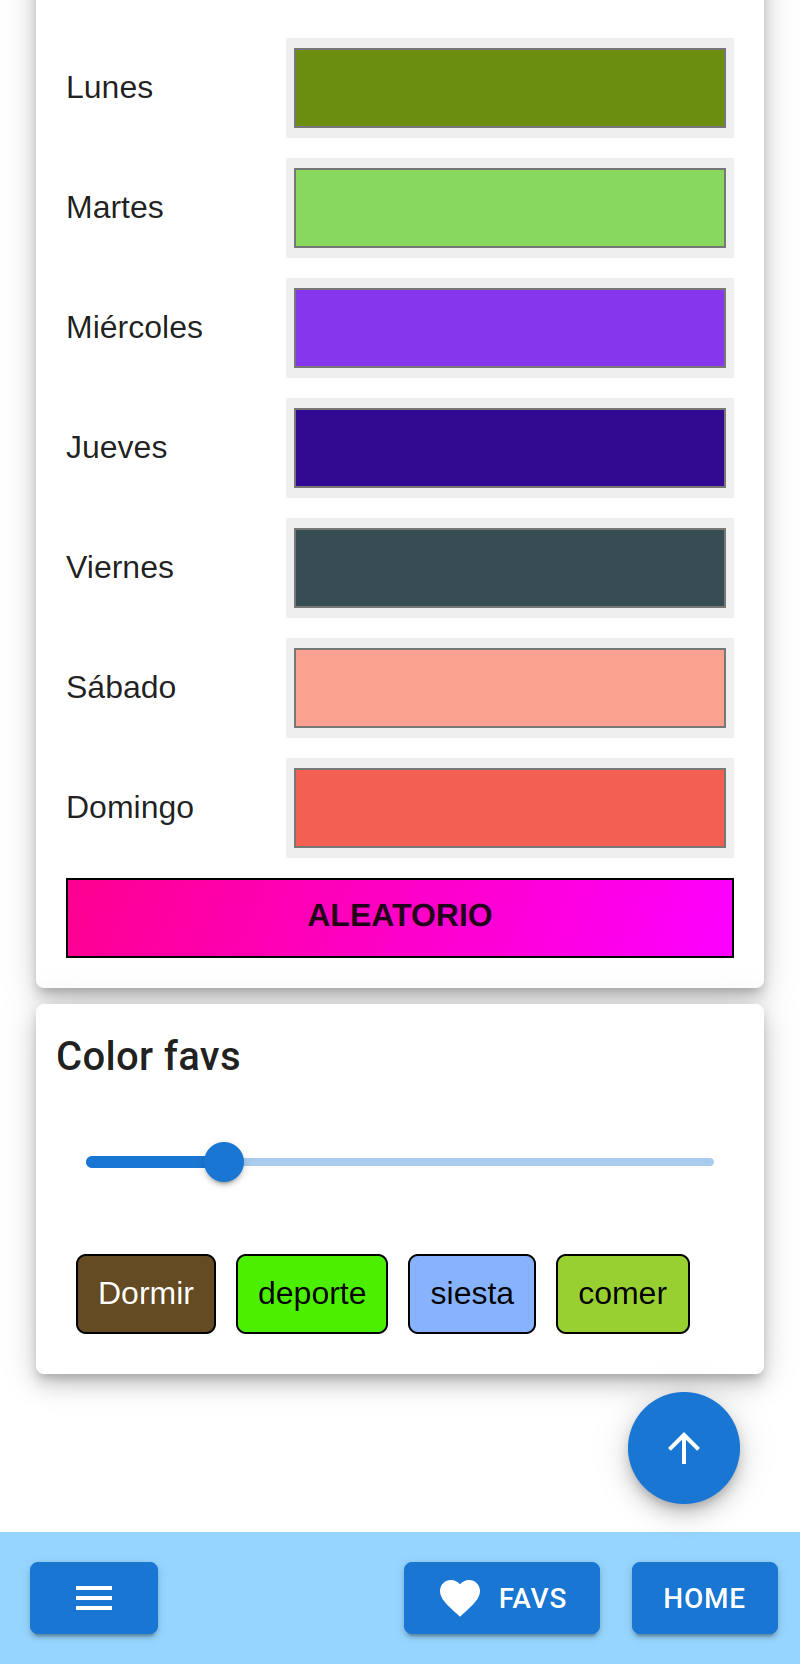 Lunes
Martes
Miércoles
Jueves
Viernes
Sábado
Domingo
ALEATORIO
Color favs
Dormir deporte siesta comer
FAVS HOME